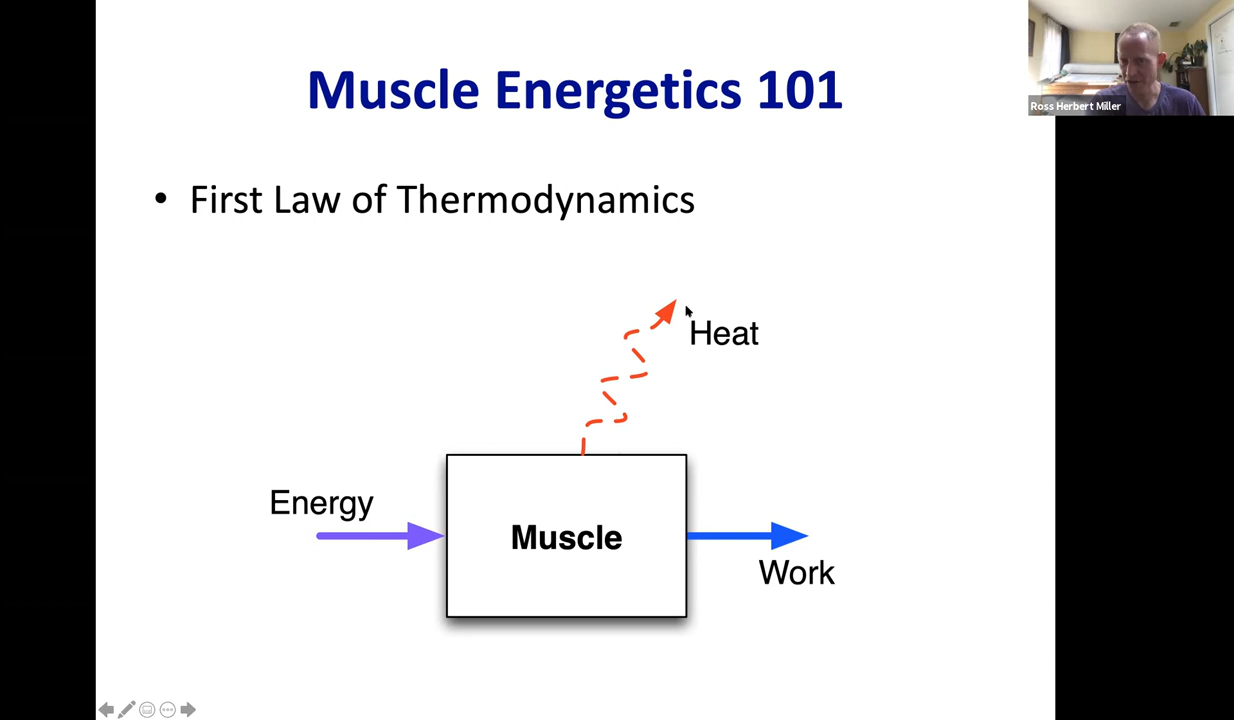 Muscle Energetics 101
Ross Herbert Miller
• First Law of Thermodynamics
Heat
Energy
Muscle
Work